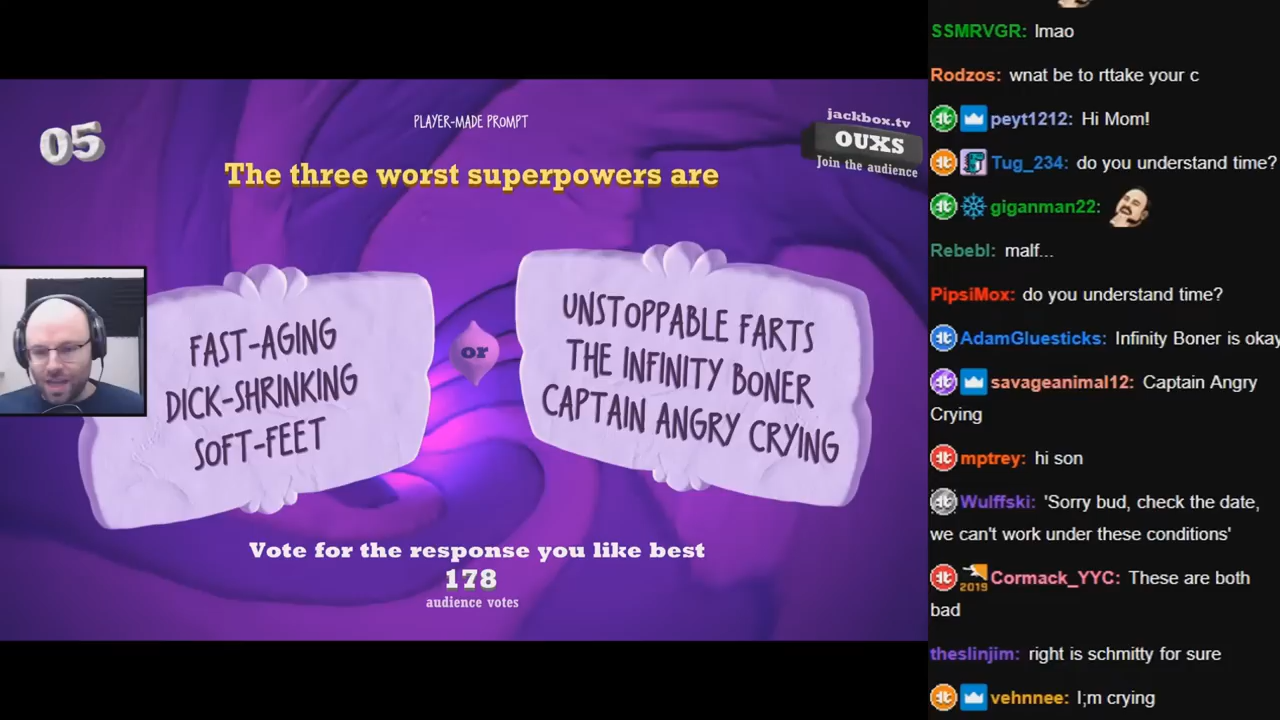 05
PLAYER-MADE PROMPT
jackbox.tv
OUXS
Join the audience
The three worst superpowers are
FAST-AGING
DICK-SHRINKING
SOFT-FEET
or
UNSTOPPABLE FARTS
THE INFINITY BONER
CAPTAIN ANGRY CRYING
Vote for the response you like best
178
audience votes
SSMRVGR: lmao
Rodzos: wnat be to rttake your c
peyt1212: Hi Mom!
Tug_234: do you understand time?
giganman22:
Rebebl: malf...
PipsiMox: do you understand time?
AdamGluesticks: Infinity Boner is okay
savageanimal12: Captain Angry
Crying
mptrey: hi son
Wulffski: 'Sorry bud, check the date,
we can't work under these conditions'
2019
Cormack_YYC: These are both
bad
theslinjim: right is schmitty for sure
vehnnee: I;m crying